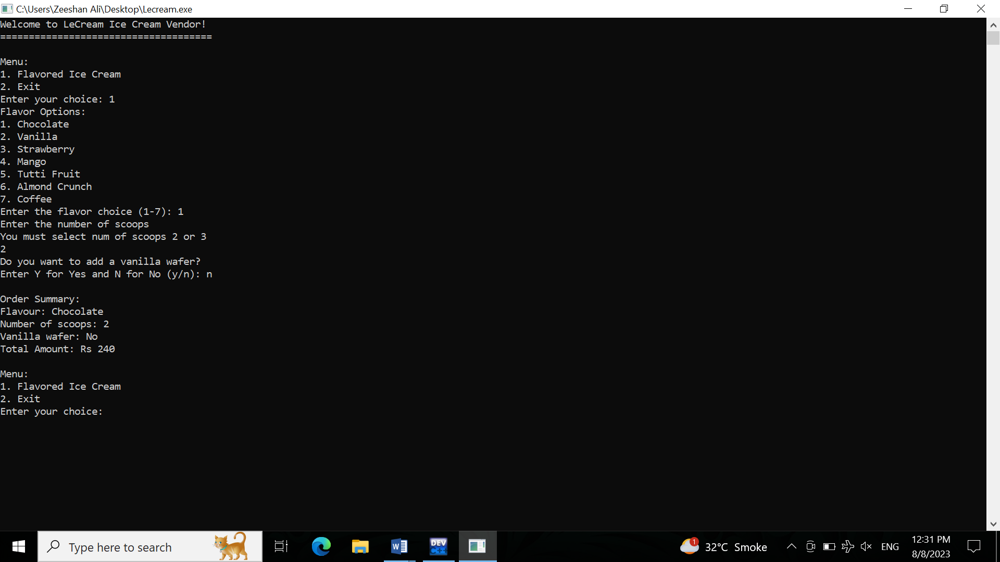 C:\Users\Zeeshan Ali\Desktop\Lecream.exe
Welcome to LeCream Ice Cream Vendor!
=====================================
Menu:
1. Flavored Ice Cream
2. Exit
Enter your choice: 1
Flavor Options:
1. Chocolate
2. Vanilla
3. Strawberry
4. Mango
5. Tutti Fruit
6. Almond Crunch
7. Coffee
Enter the flavor choice (1-7): 1
Enter the number of scoops
You must select num of scoops 2 or 3
2
Do you want to add a vanilla wafer?
Enter Y for Yes and N for No (y/n): n
Order Summary:
Flavour: Chocolate
Number of scoops: 2
Vanilla wafer: No
Total Amount: Rs 240
Menu:
1. Flavored Ice Cream
2. Exit
Enter your choice:
Type here to search
W
DEV
C++
1
32°C Smoke
ENG
12:31 PM
8/8/2023